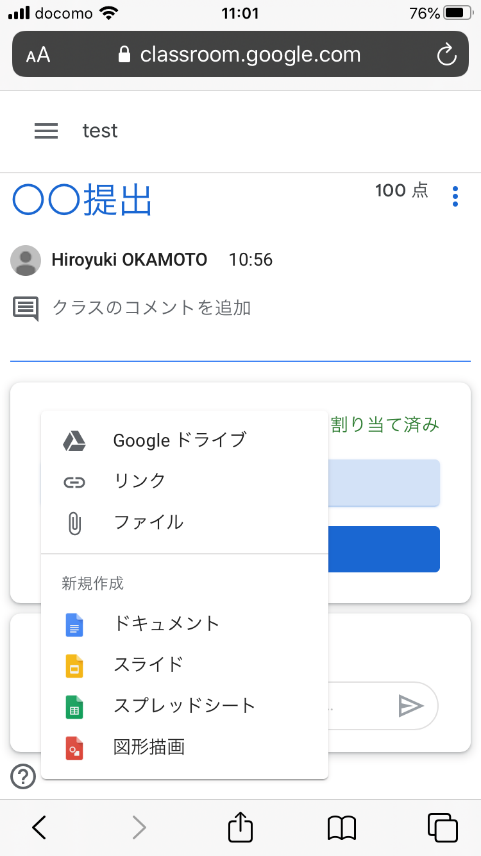 docomo 11:01 76%
AA classroom.google.com
test
〇〇提出 100 点
Hiroyuki OKAMOTO 10:56
クラスのコメントを追加
割り当て済み
Google ドライブ
リンク
ファイル
新規作成
ドキュメント
スライド
スプレッドシート
図形描画